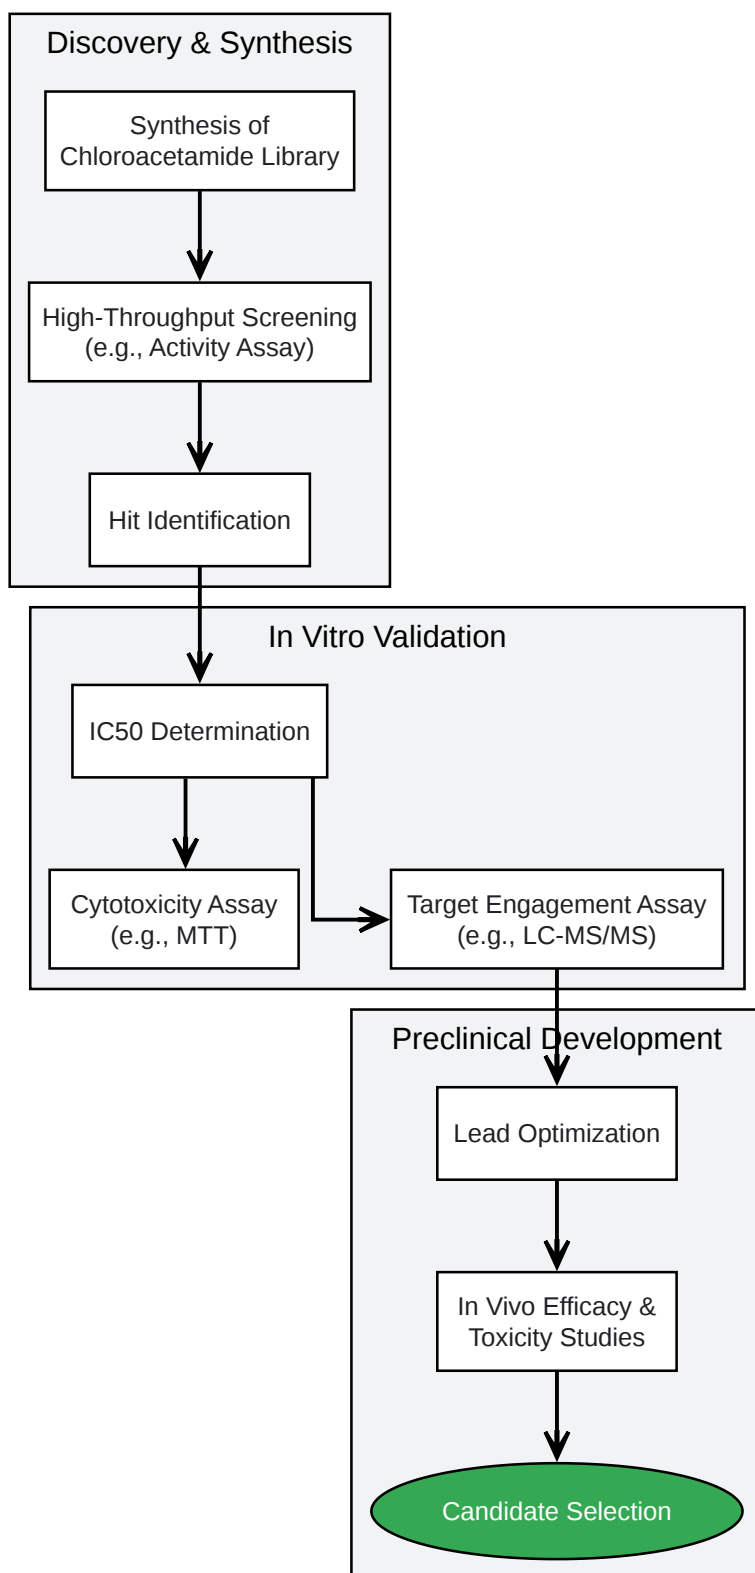 Discovery & Synthesis
Synthesis of
Chloroacetamide Library
High-Throughput Screening
(e.g., Activity Assay)
Hit Identification
In Vitro Validation
IC50 Determination
Cytotoxicity Assay
(e.g., MTT)
Target Engagement Assay
(e.g., LC-MS/MS)
Preclinical Development
Lead Optimization
In Vivo Efficacy &
Toxicity Studies
Candidate Selection